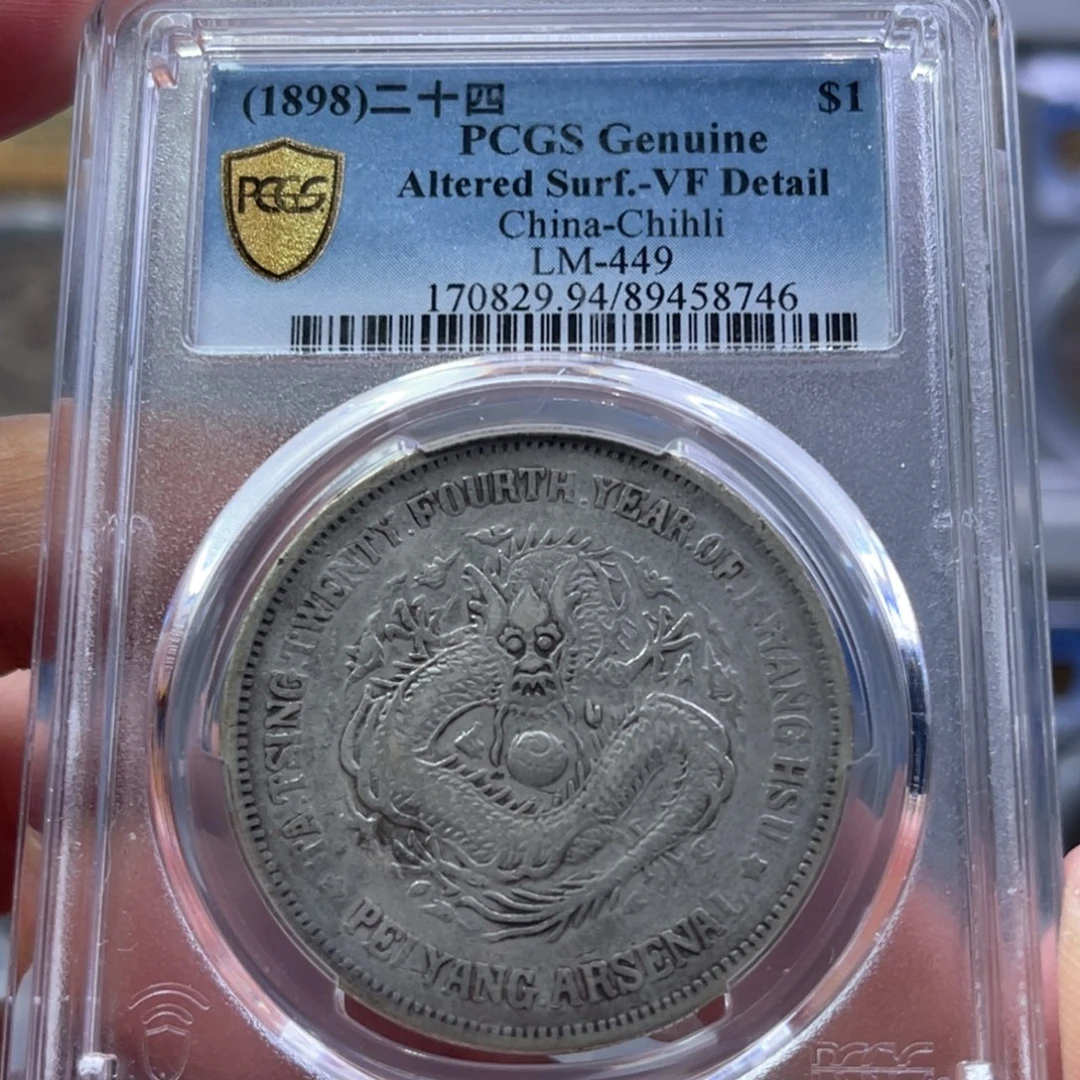 (1898)二十四 $1
PCGS Genuine
PCGS
Altered Surf.-VF Detail
China-Chihli
LM-449
170829.94/89458746
TA.TSING.TWENTY.FOURTH.YEAR.OF.KWANG HSU
PEI YANG ARSENAL
PCGS